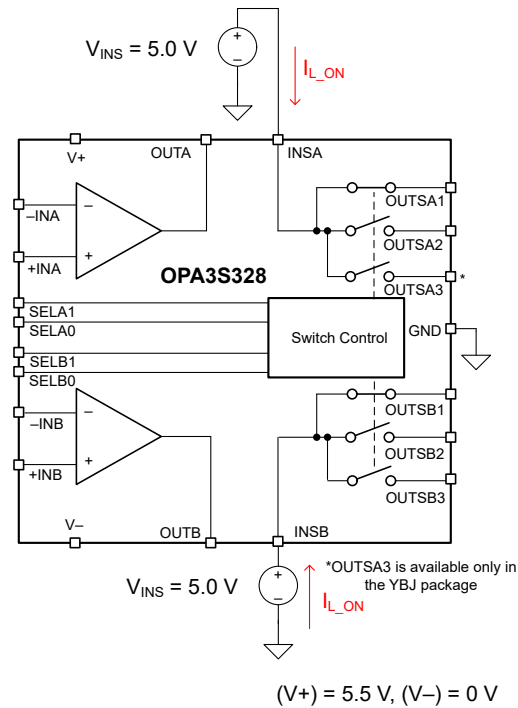 V_INS = 5.0 V
+
−
I_L_ON
V+
OUTA
INSA
−INA
−
+INA
+
OUTSA1
OUTSA2
OPA3S328
OUTSA3
*
SELA1
SELA0
Switch Control
GND
SELB1
SELB0
−INB
−
OUTSB1
+INB
+
OUTSB2
OUTSB3
V−
OUTB
INSB
*OUTSA3 is available only in
the YBJ package
V_INS = 5.0 V
+
−
I_L_ON
(V+) = 5.5 V, (V−) = 0 V